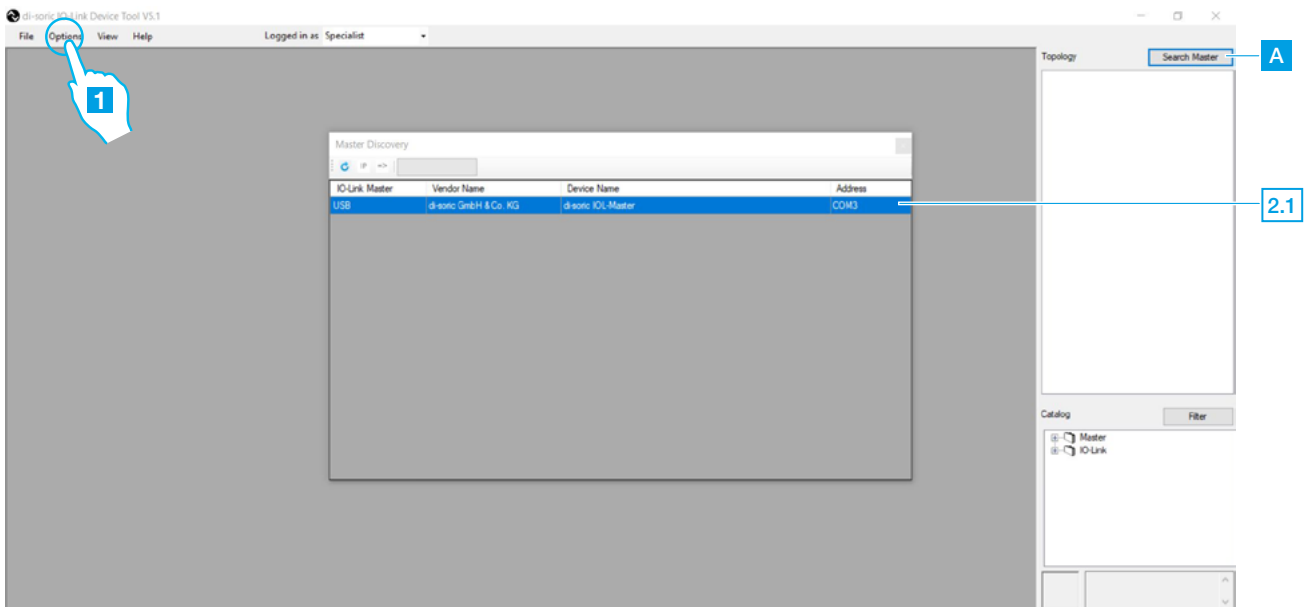 di-soric IO-Link Device Tool V5.1
File Options View Help Logged in as Specialist
Topology Search Master A
1
Master Discovery
IP =>
IO-Link Master Vendor Name Device Name Address
USB di-soric GmbH & Co. KG di-soric IOL-Master COM3
2.1
Catalog Filter
Master
IO-Link